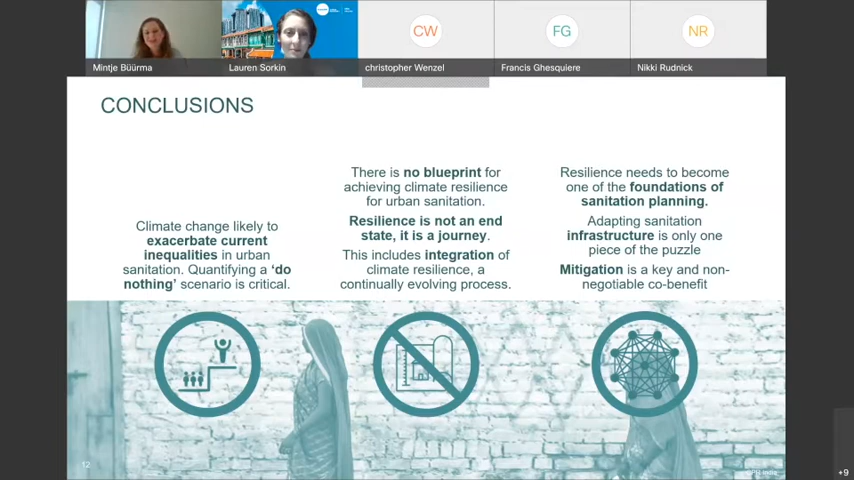 CW
FG
NR
Mintje Büürma
Lauren Sorkin
christopher Wenzel
Francis Ghesquiere
Nikki Rudnick
CONCLUSIONS
Climate change likely to
exacerbate current
inequalities in urban
sanitation. Quantifying a ‘do
nothing’ scenario is critical.
There is no blueprint for
achieving climate resilience
for urban sanitation.
Resilience is not an end
state, it is a journey.
This includes integration of
climate resilience, a
continually evolving process.
Resilience needs to become
one of the foundations of
sanitation planning.
Adapting sanitation
infrastructure is only one
piece of the puzzle
Mitigation is a key and non-
negotiable co-benefit
12
+9